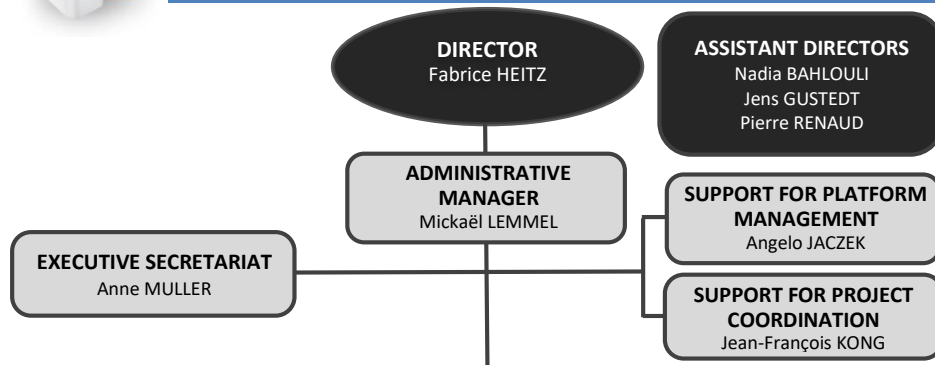 DIRECTOR
Fabrice HEITZ
ASSISTANT DIRECTORS
Nadia BAHLOULI
Jens GUSTEDT
Pierre RENAUD
ADMINISTRATIVE
MANAGER
Mickaël LEMMEL
SUPPORT FOR PLATFORM
MANAGEMENT
Angelo JACZEK
EXECUTIVE SECRETARIAT
Anne MULLER
SUPPORT FOR PROJECT
COORDINATION
Jean-François KONG